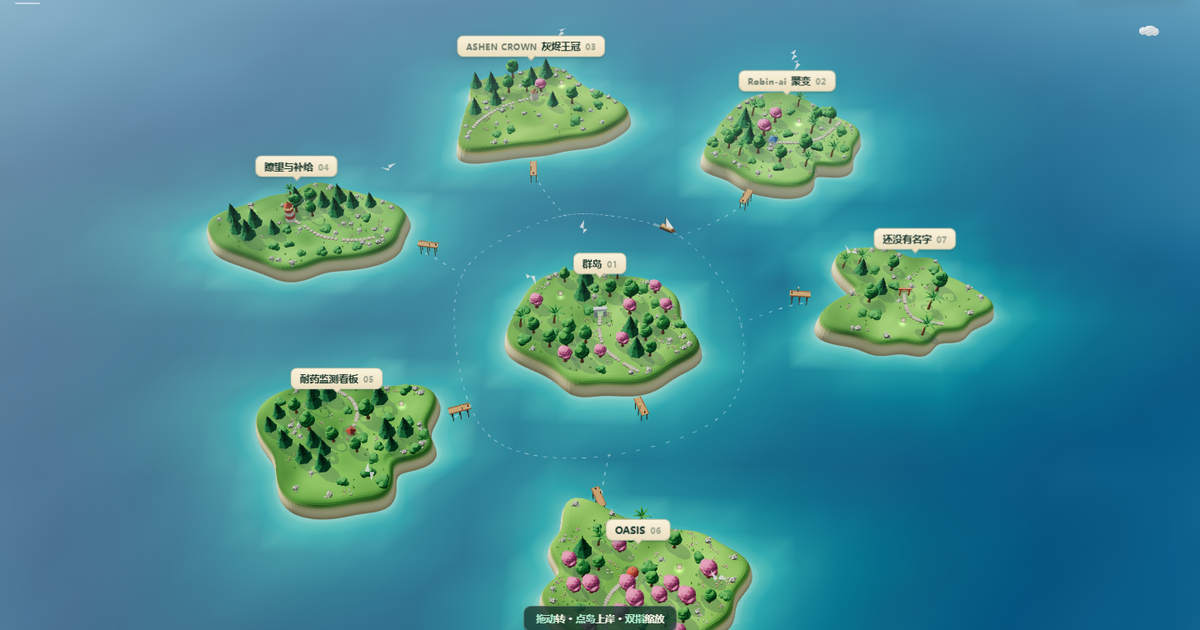 ASHEN CROWN 灰烬王冠 03
Robin-ai 聚变 02
瞭望与补给 04
还没有名字 07
群岛 01
耐药监测看板 05
OASIS 06
拖动转 · 点岛上岸 · 双指缩放